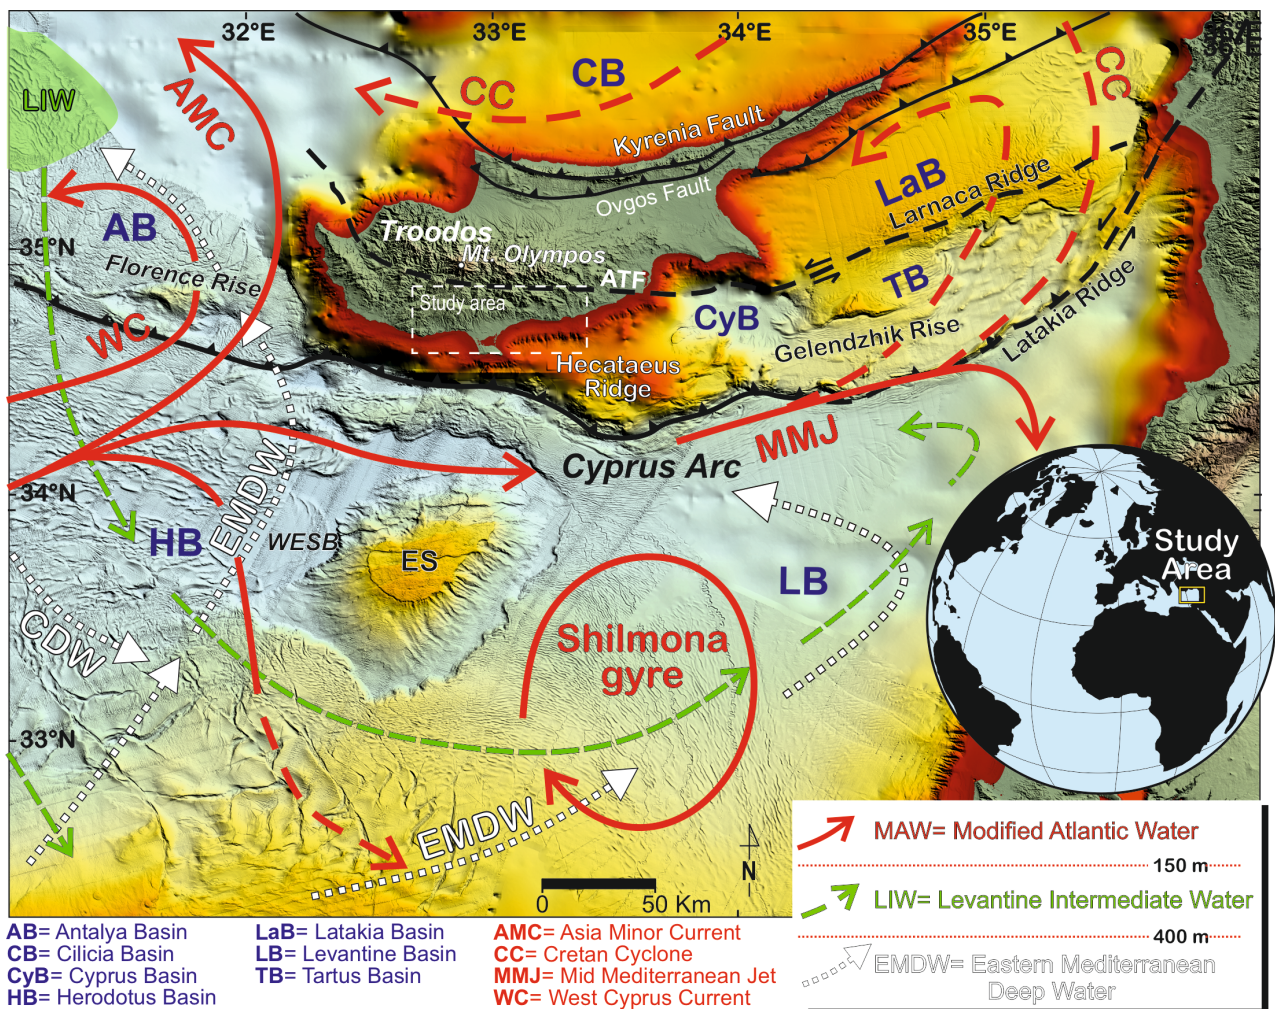 32°E
33°E
34°E
35°E
LIW
AMC
CC
CB
CC
Kyrenia Fault
Ovgos Fault
LaB
Larnaca Ridge
AB
35°N
Florence Rise
Troodos
Mt. Olympos
ATF
Study area
TB
CyB
Gelendzhik Rise
Latakia Ridge
WC
Hecataeus
Ridge
MMJ
Cyprus Arc
34°N
EMDW
HB
WESB
ES
LB
Study
Area
CDW
Shilmona
gyre
33°N
EMDW
N
0 50 Km
MAW= Modified Atlantic Water
150 m
LIW= Levantine Intermediate Water
400 m
EMDW= Eastern Mediterranean
Deep Water
AB= Antalya Basin
CB= Cilicia Basin
CyB= Cyprus Basin
HB= Herodotus Basin
LaB= Latakia Basin
LB= Levantine Basin
TB= Tartus Basin
AMC= Asia Minor Current
CC= Cretan Cyclone
MMJ= Mid Mediterranean Jet
WC= West Cyprus Current